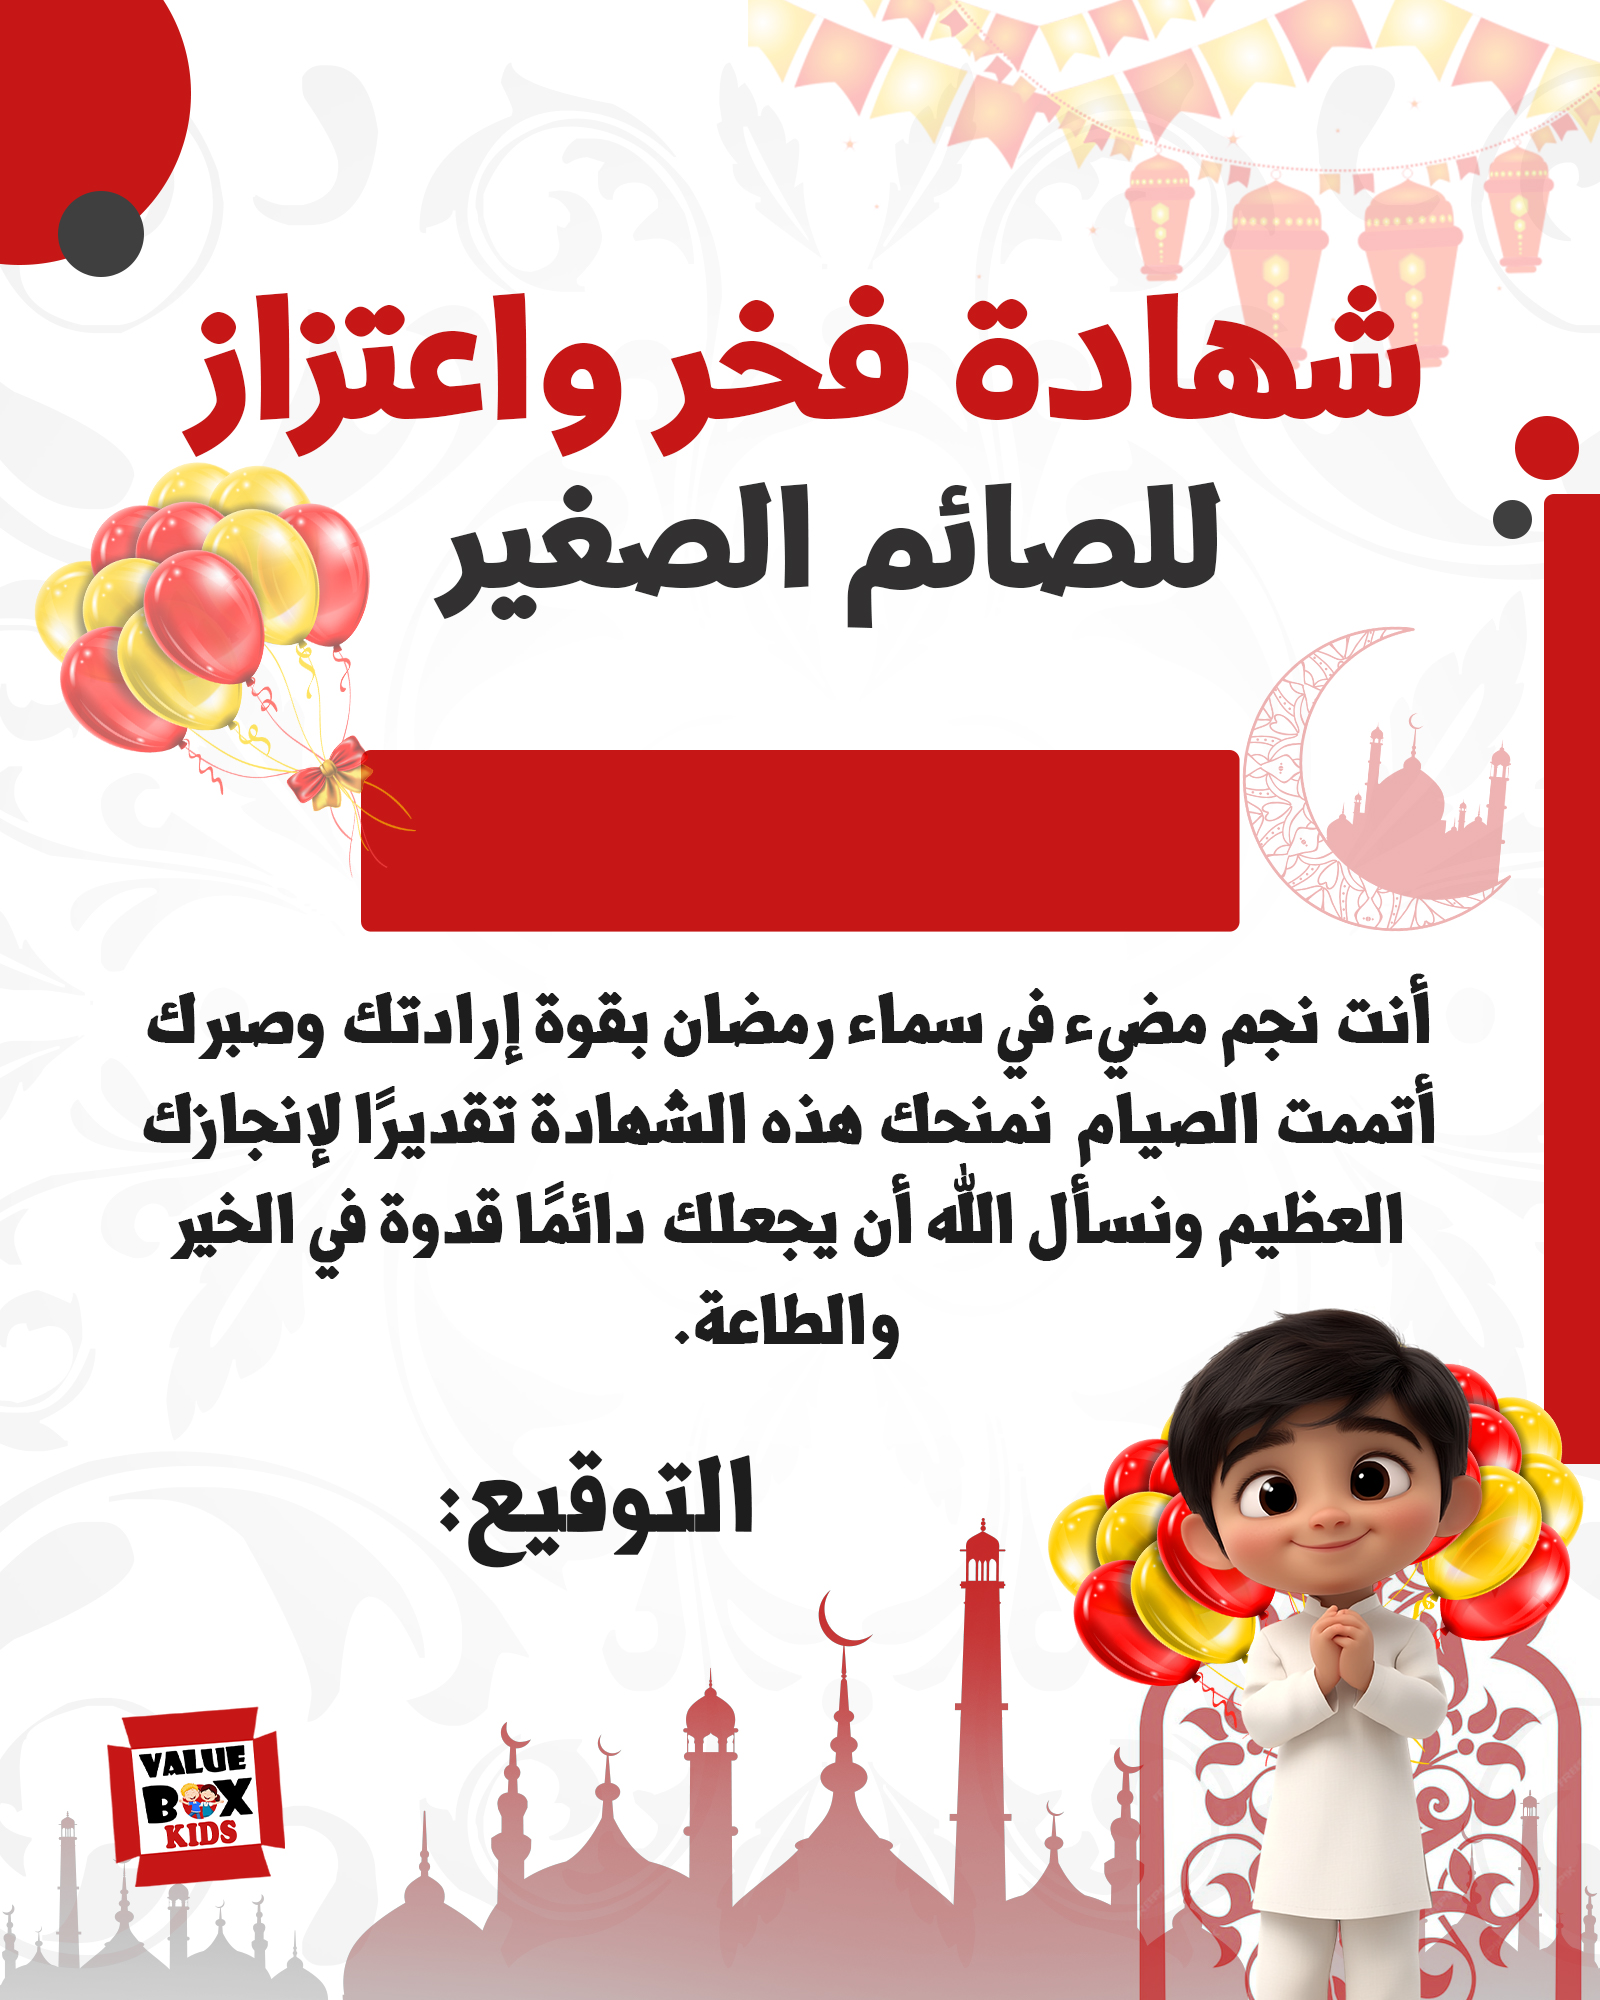 شهادة فخر واعتزاز
للصائم الصغير
أنت نجم مضيء في سماء رمضان بقوة إرادتك وصبرك
أتممت الصيام نمنحك هذه الشهادة تقديرًا لإنجازك
العظيم ونسأل الله أن يجعلك دائمًا قدوة في الخير
والطاعة.
التوقيع:
VALUE
BOX
KIDS